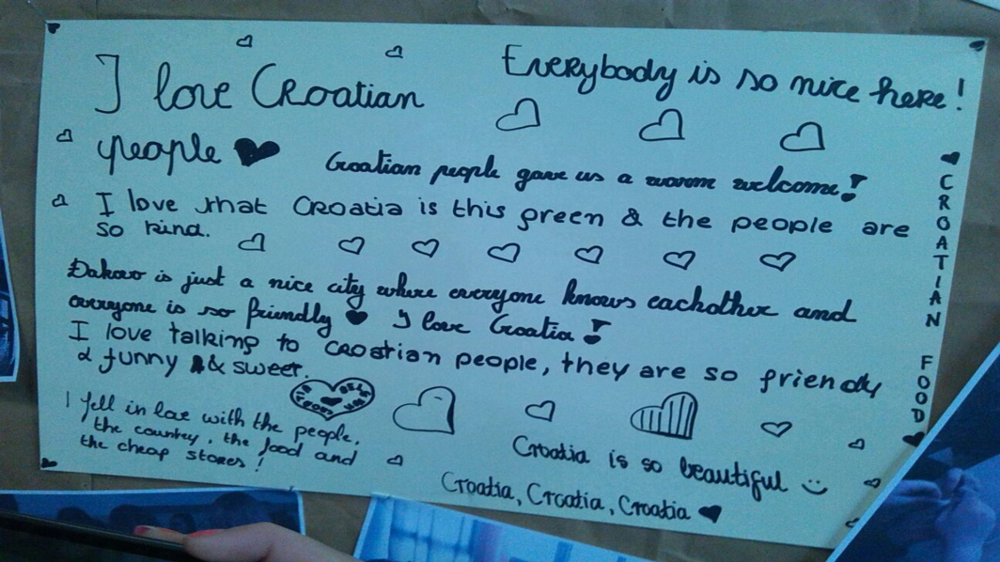 I love Croatian
people
Everybody is so nice here!
Croatian people gave us a warm welcome!
I love that Croatia is this green & the people are
so kind.
Đakovo is just a nice city where everyone knows eachother and
everyone is so friendly I love Croatia!
I love talking to Croatian people, they are so friendly
& funny & sweet.
I fell in love with the people,
the country, the food and
the cheap stores!
Croatia is so beautiful :)
Croatia, Croatia, Croatia
CROATIAN FOOD